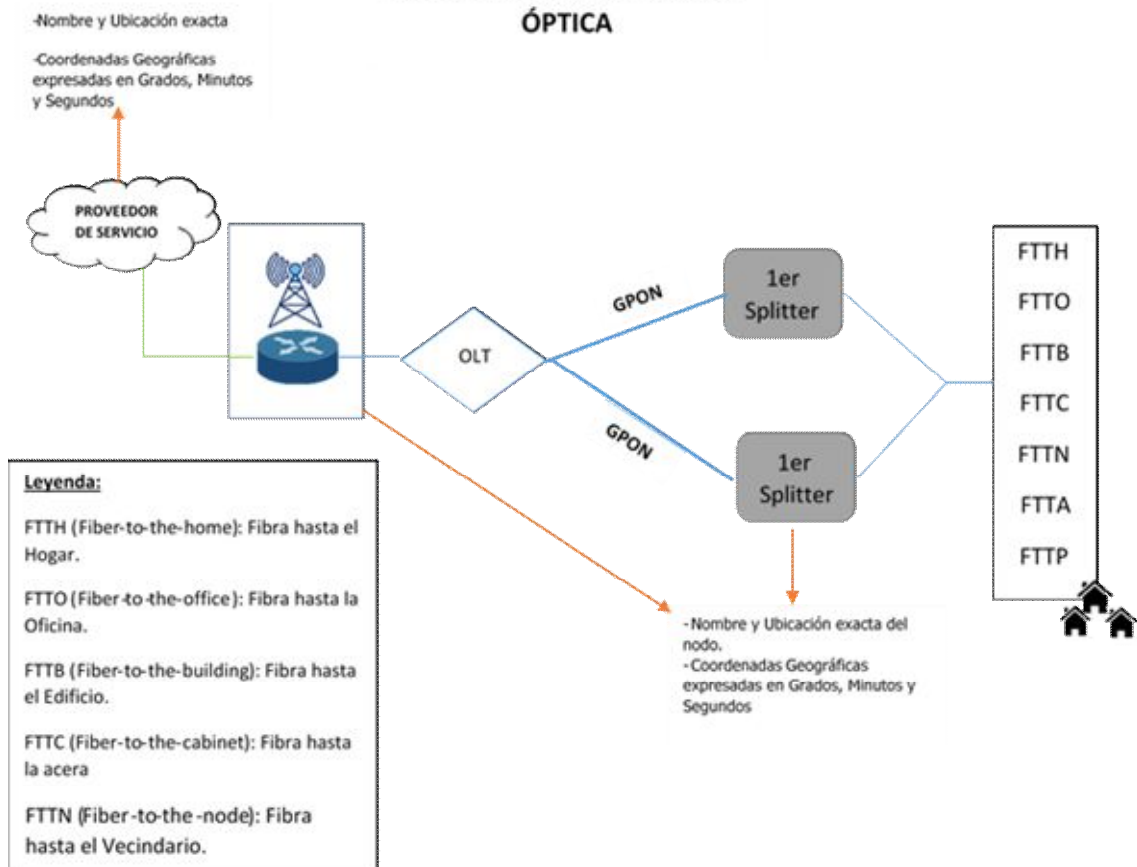 ÓPTICA
-Nombre y Ubicación exacta
-Coordenadas Geográficas
expresadas en Grados, Minutos
y Segundos
PROVEEDOR
DE SERVICIO
OLT
GPON
GPON
1er
Splitter
1er
Splitter
FTTH
FTTO
FTTB
FTTC
FTTN
FTTA
FTTP
-Nombre y Ubicación exacta del
nodo.
-Coordenadas Geográficas
expresadas en Grados, Minutos y
Segundos
Leyenda:
FTTH (Fiber-to-the-home): Fibra hasta el
Hogar.
FTTO (Fiber-to-the-office): Fibra hasta la
Oficina.
FTTB (Fiber-to-the-building): Fibra hasta
el Edificio.
FTTC (Fiber-to-the-cabinet): Fibra hasta
la acera
FTTN (Fiber-to-the-node): Fibra
hasta el Vecindario.